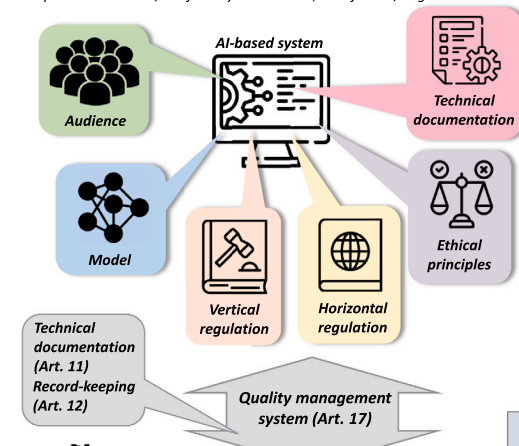 AI-based system
Audience
Technical
documentation
Model
Ethical
principles
Vertical
regulation
Horizontal
regulation
Technical
documentation
(Art. 11)
Record-keeping
(Art. 12)
Quality management
system (Art. 17)